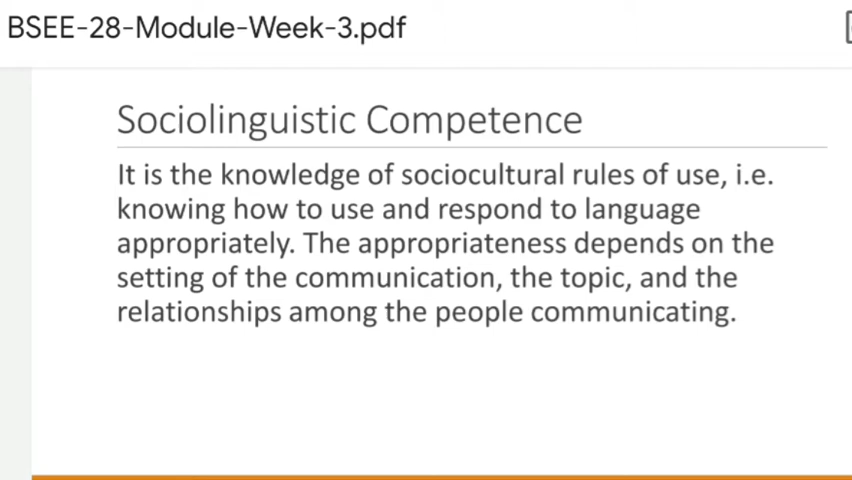 BSEE-28-Module-Week-3.pdf
Sociolinguistic Competence
It is the knowledge of sociocultural rules of use, i.e.
knowing how to use and respond to language
appropriately. The appropriateness depends on the
setting of the communication, the topic, and the
relationships among the people communicating.